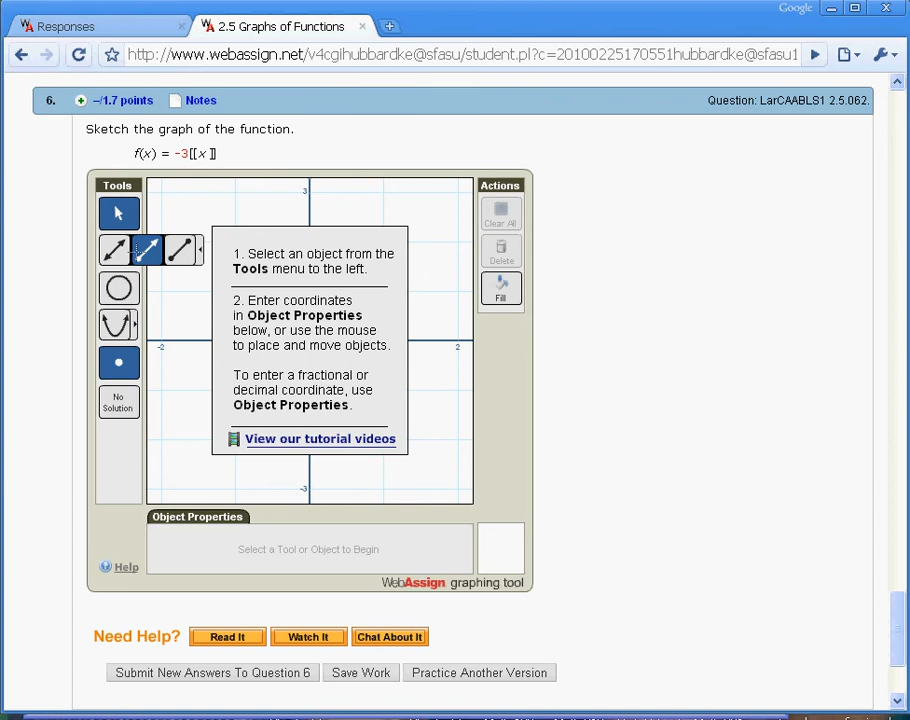 Google
Responses
2.5 Graphs of Functions
http://www.webassign.net/v4cgihubbardke@sfasu/student.pl?c=20100225170551hubbardke@sfasu1
6.
–/1.7 points
Notes
Question: LarCAABLS1 2.5.062.
Sketch the graph of the function.
f(x) = -3[[x]]
Tools
Actions
3
Clear All
1. Select an object from the
Tools menu to the left.
Delete
2. Enter coordinates
in Object Properties
below, or use the mouse
to place and move objects.
Fill
-2
2
To enter a fractional or
decimal coordinate, use
Object Properties.
No
Solution
View our tutorial videos
-3
Object Properties
Select a Tool or Object to Begin
Help
WebAssign graphing tool
Need Help?
Read It
Watch It
Chat About It
Submit New Answers To Question 6
Save Work
Practice Another Version